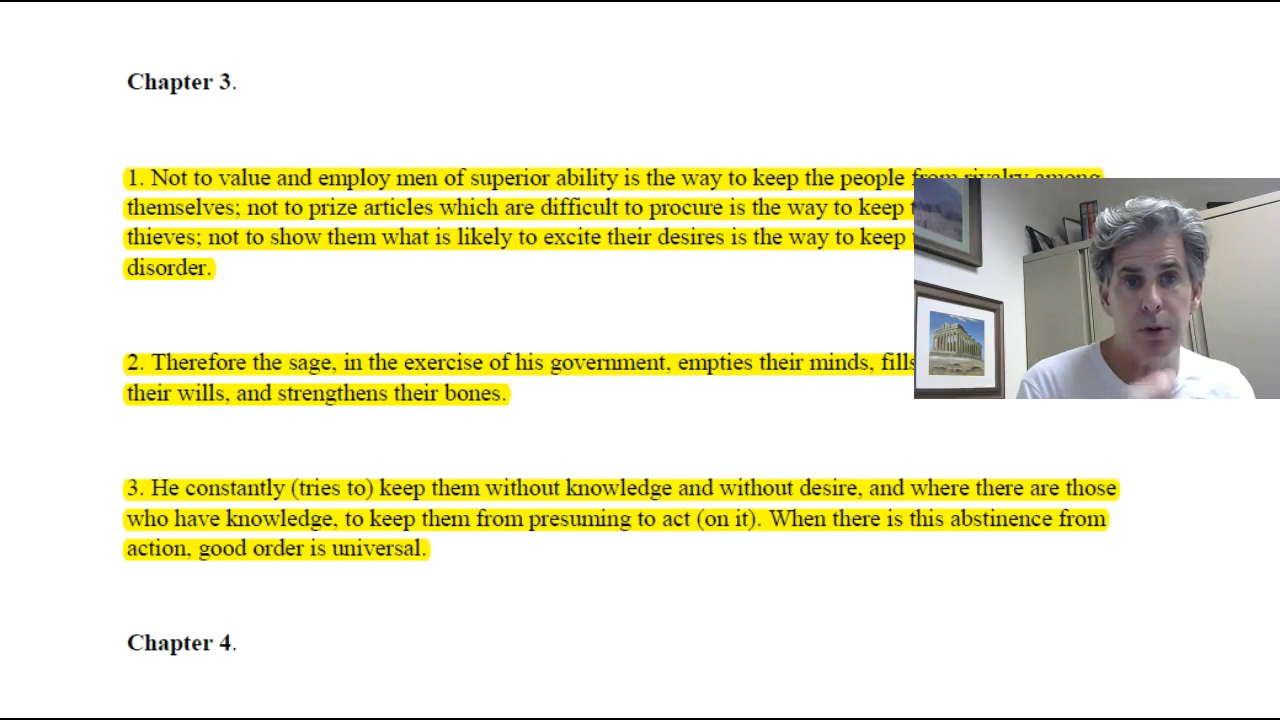 Chapter 3.
1. Not to value and employ men of superior ability is the way to keep the people from rivalry among
themselves; not to prize articles which are difficult to procure is the way to keep
thieves; not to show them what is likely to excite their desires is the way to keep
disorder.
2. Therefore the sage, in the exercise of his government, empties their minds, fills
their wills, and strengthens their bones.
3. He constantly (tries to) keep them without knowledge and without desire, and where there are those
who have knowledge, to keep them from presuming to act (on it). When there is this abstinence from
action, good order is universal.
Chapter 4.